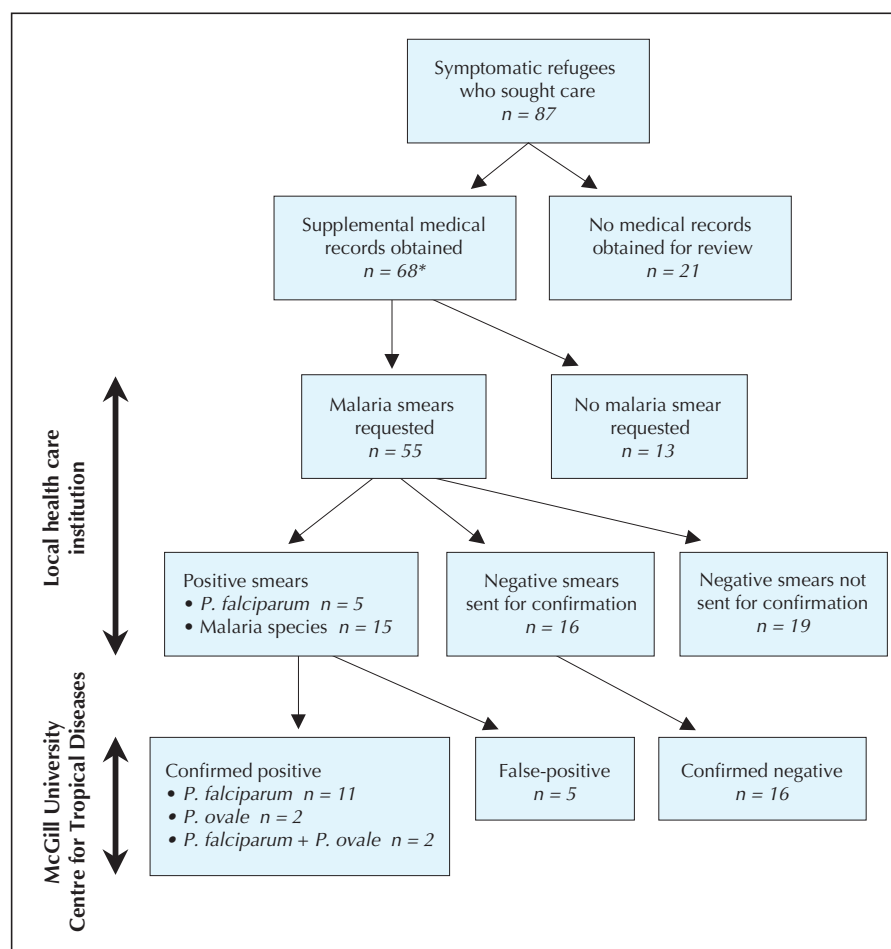 Symptomatic refugees
who sought care
n = 87
Supplemental medical
records obtained
n = 68*
No medical records
obtained for review
n = 21
Malaria smears
requested
n = 55
No malaria smear
requested
n = 13
Local health care
institution
Positive smears
• P. falciparum n = 5
• Malaria species n = 15
Negative smears
sent for confirmation
n = 16
Negative smears not
sent for confirmation
n = 19
McGill University
Centre for Tropical Diseases
Confirmed positive
• P. falciparum n = 11
• P. ovale n = 2
• P. falciparum + P. ovale n = 2
False-positive
n = 5
Confirmed negative
n = 16